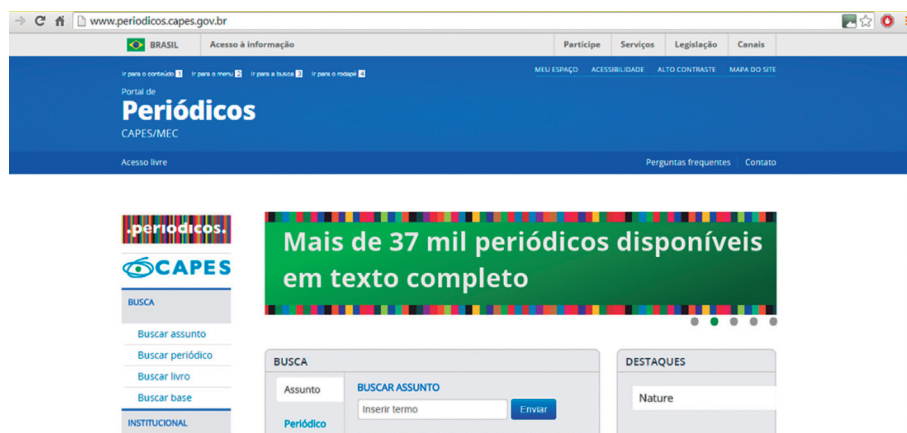 www.periodicos.capes.gov.br
BRASIL Acesso à informação Participe Serviços Legislação Canais
Ir para o conteúdo 1 Ir para o menu 2 Ir para a busca 3 Ir para o rodapé 4 MEU ESPAÇO ACESSIBILIDADE ALTO CONTRASTE MAPA DO SITE
Portal de
Periódicos
CAPES/MEC
Acesso livre Perguntas frequentes Contato
.periodicos.
CAPES
Mais de 37 mil periódicos disponíveis
em texto completo
BUSCA
Buscar assunto
Buscar periódico
Buscar livro
Buscar base
INSTITUCIONAL
BUSCA
Assunto
Periódico
BUSCAR ASSUNTO
Inserir termo Enviar
DESTAQUES
Nature